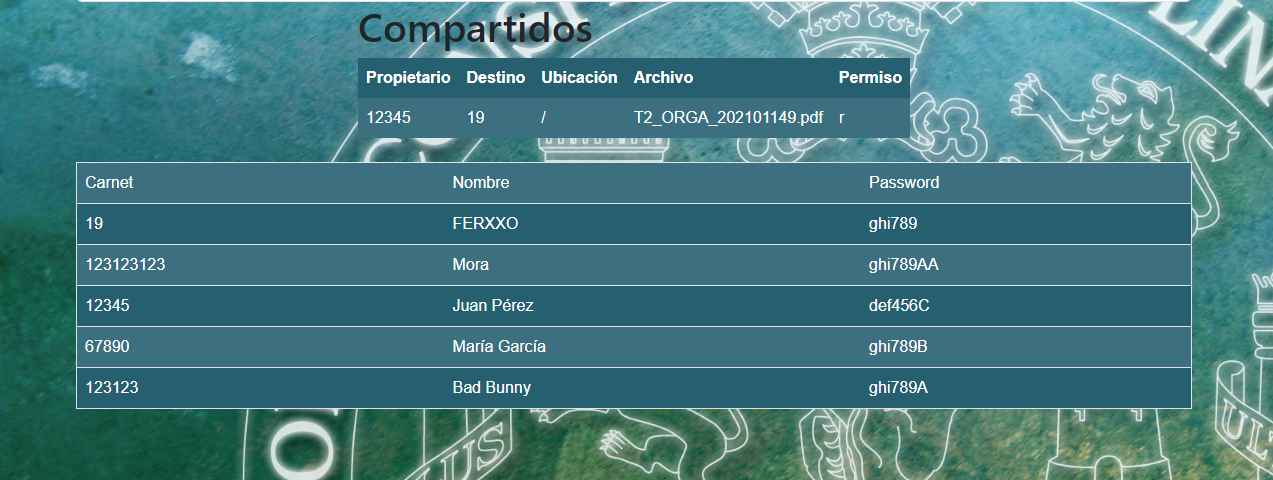 Compartidos
Propietario Destino Ubicación Archivo Permiso
12345 19 / T2_ORGA_202101149.pdf r
Carnet Nombre Password
19 FERXXO ghi789
123123123 Mora ghi789AA
12345 Juan Pérez def456C
67890 María García ghi789B
123123 Bad Bunny ghi789A